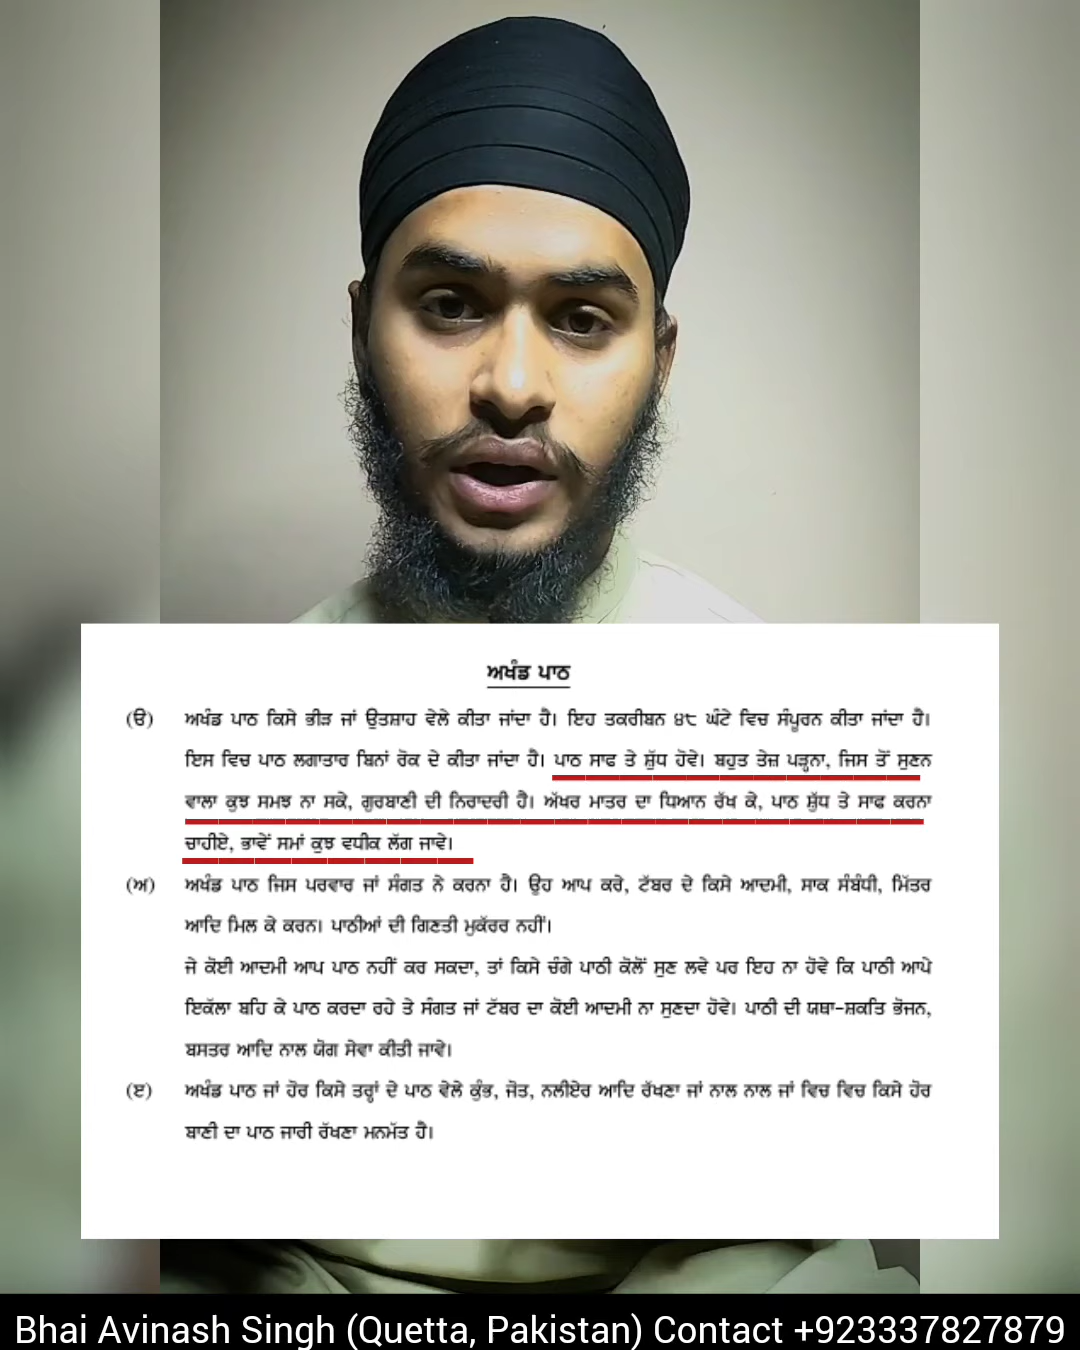 ਅਖੰਡ ਪਾਠ
(ੳ) ਅਖੰਡ ਪਾਠ ਕਿਸੇ ਭੀੜ ਜਾਂ ਉਤਸ਼ਾਹ ਵੇਲੇ ਕੀਤਾ ਜਾਂਦਾ ਹੈ। ਇਹ ਤਕਰੀਬਨ ੪੮ ਘੰਟੇ ਵਿਚ ਸੰਪੂਰਨ ਕੀਤਾ ਜਾਂਦਾ ਹੈ।
ਇਸ ਵਿਚ ਪਾਠ ਲਗਾਤਾਰ ਬਿਨਾਂ ਰੋਕ ਦੇ ਕੀਤਾ ਜਾਂਦਾ ਹੈ। ਪਾਠ ਸਾਫ ਤੇ ਸ਼ੁੱਧ ਹੋਵੇ। ਬਹੁਤ ਤੇਜ਼ ਪੜ੍ਹਨਾ, ਜਿਸ ਤੋਂ ਸੁਣਨ
ਵਾਲਾ ਕੁਝ ਸਮਝ ਨਾ ਸਕੇ, ਗੁਰਬਾਣੀ ਦੀ ਨਿਰਾਦਰੀ ਹੈ। ਅੱਖਰ ਮਾਤਰ ਦਾ ਧਿਆਨ ਰੱਖ ਕੇ, ਪਾਠ ਸ਼ੁੱਧ ਤੇ ਸਾਫ ਕਰਨਾ
ਚਾਹੀਏ, ਭਾਵੇਂ ਸਮਾਂ ਕੁਝ ਵਧੀਕ ਲੱਗ ਜਾਵੇ।
(ਅ) ਅਖੰਡ ਪਾਠ ਜਿਸ ਪਰਵਾਰ ਜਾਂ ਸੰਗਤ ਨੇ ਕਰਨਾ ਹੈ। ਉਹ ਆਪ ਕਰੇ, ਟੱਬਰ ਦੇ ਕਿਸੇ ਆਦਮੀ, ਸਾਕ ਸੰਬੰਧੀ, ਮਿੱਤਰ
ਆਦਿ ਮਿਲ ਕੇ ਕਰਨ। ਪਾਠੀਆਂ ਦੀ ਗਿਣਤੀ ਮੁਕੱਰਰ ਨਹੀਂ।
ਜੇ ਕੋਈ ਆਦਮੀ ਆਪ ਪਾਠ ਨਹੀਂ ਕਰ ਸਕਦਾ, ਤਾਂ ਕਿਸੇ ਚੰਗੇ ਪਾਠੀ ਕੋਲੋਂ ਸੁਣ ਲਵੇ ਪਰ ਇਹ ਨਾ ਹੋਵੇ ਕਿ ਪਾਠੀ ਆਪੇ
ਇਕੱਲਾ ਬਹਿ ਕੇ ਪਾਠ ਕਰਦਾ ਰਹੇ ਤੇ ਸੰਗਤ ਜਾਂ ਟੱਬਰ ਦਾ ਕੋਈ ਆਦਮੀ ਨਾ ਸੁਣਦਾ ਹੋਵੇ। ਪਾਠੀ ਦੀ ਯਥਾ-ਸ਼ਕਤਿ ਭੋਜਨ,
ਬਸਤਰ ਆਦਿ ਨਾਲ ਯੋਗ ਸੇਵਾ ਕੀਤੀ ਜਾਵੇ।
(ੲ) ਅਖੰਡ ਪਾਠ ਜਾਂ ਹੋਰ ਕਿਸੇ ਤਰ੍ਹਾਂ ਦੇ ਪਾਠ ਵੇਲੇ ਕੁੰਭ, ਜੋਤ, ਨਲੀਏਰ ਆਦਿ ਰੱਖਣਾ ਜਾਂ ਨਾਲ ਨਾਲ ਜਾਂ ਵਿਚ ਵਿਚ ਕਿਸੇ ਹੋਰ
ਬਾਣੀ ਦਾ ਪਾਠ ਜਾਰੀ ਰੱਖਣਾ ਮਨਮੱਤ ਹੈ।
Bhai Avinash Singh (Quetta, Pakistan) Contact +923337827879